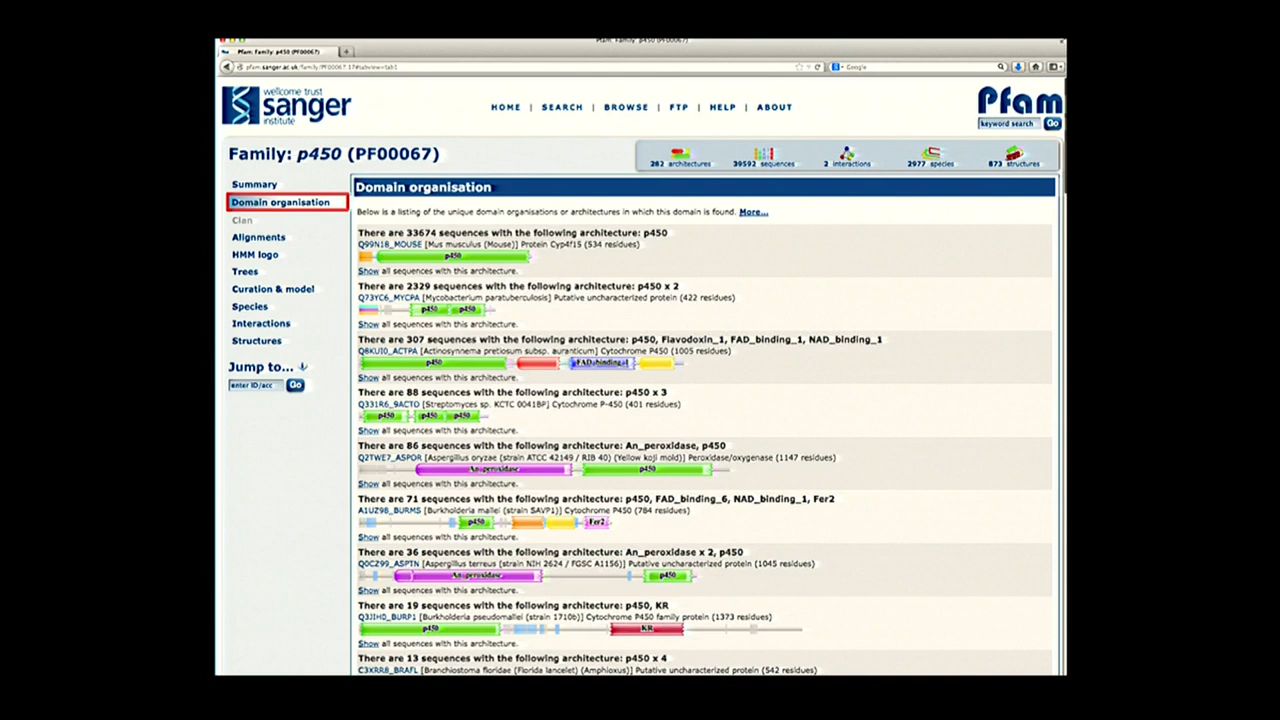 Pfam: Family: p450 (PF00067)
Pfam: Family: p450 (PF00067)
pfam.sanger.ac.uk/family/PF00067.17#tabview=tab1
Google
wellcome trust
sanger
institute
HOME | SEARCH | BROWSE | FTP | HELP | ABOUT
Pfam
keyword search Go
Family: p450 (PF00067)
282 architectures 39592 sequences 2 interactions 2977 species 873 structures
Summary
Domain organisation
Clan
Alignments
HMM logo
Trees
Curation & model
Species
Interactions
Structures
Jump to...
enter ID/acc Go
Domain organisation
Below is a listing of the unique domain organisations or architectures in which this domain is found. More...
There are 33674 sequences with the following architecture: p450
Q99N18_MOUSE [Mus musculus (Mouse)] Protein Cyp4f15 (534 residues)
p450
Show all sequences with this architecture.
There are 2329 sequences with the following architecture: p450 x 2
Q73YC6_MYCPA [Mycobacterium paratuberculosis] Putative uncharacterized protein (422 residues)
p450 p450
Show all sequences with this architecture.
There are 307 sequences with the following architecture: p450, Flavodoxin_1, FAD_binding_1, NAD_binding_1
Q8KUI0_ACTPA [Actinosynnema pretiosum subsp. auranticum] Cytochrome P450 (1005 residues)
p450 FAD_binding_1
Show all sequences with this architecture.
There are 88 sequences with the following architecture: p450 x 3
Q331R6_9ACTO [Streptomyces sp. KCTC 0041BP] Cytochrome P-450 (401 residues)
p450 p450 p450
Show all sequences with this architecture.
There are 86 sequences with the following architecture: An_peroxidase, p450
Q2TWE7_ASPOR [Aspergillus oryzae (strain ATCC 42149 / RIB 40) (Yellow koji mold)] Peroxidase/oxygenase (1147 residues)
An_peroxidase p450
Show all sequences with this architecture.
There are 71 sequences with the following architecture: p450, FAD_binding_6, NAD_binding_1, Fer2
A1UZ98_BURMS [Burkholderia mallei (strain SAVP1)] Cytochrome P450 (784 residues)
p450 Fer2
Show all sequences with this architecture.
There are 36 sequences with the following architecture: An_peroxidase x 2, p450
Q0CZ99_ASPTN [Aspergillus terreus (strain NIH 2624 / FGSC A1156)] Putative uncharacterized protein (1045 residues)
An_peroxidase p450
Show all sequences with this architecture.
There are 19 sequences with the following architecture: p450, KR
Q3JIH0_BURP1 [Burkholderia pseudomallei (strain 1710b)] Cytochrome P450 family protein (1373 residues)
p450 KR
Show all sequences with this architecture.
There are 13 sequences with the following architecture: p450 x 4
C3XRR8_BRAFL [Branchiostoma floridae (Florida lancelet) (Amphioxus)] Putative uncharacterized protein (542 residues)